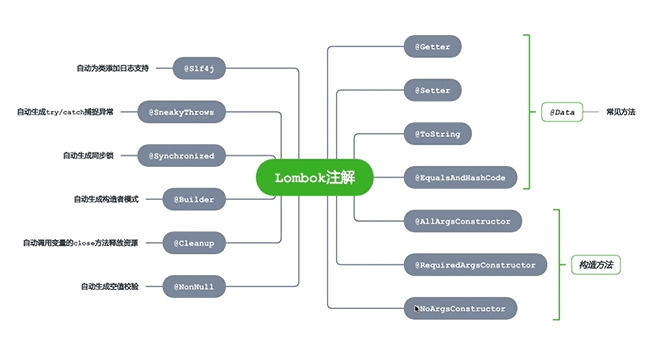 自动为类添加日志支持
@Slf4j
自动生成try/catch捕捉异常
@SneakyThrows
自动生成同步锁
@Synchronized
自动生成构造者模式
@Builder
自动调用变量的close方法释放资源
@Cleanup
自动生成空值校验
@NonNull
Lombok注解
@Getter
@Setter
@ToString
@EqualsAndHashCode
@AllArgsConstructor
@RequiredArgsConstructor
@NoArgsConstructor
@Data
常见方法
构造方法